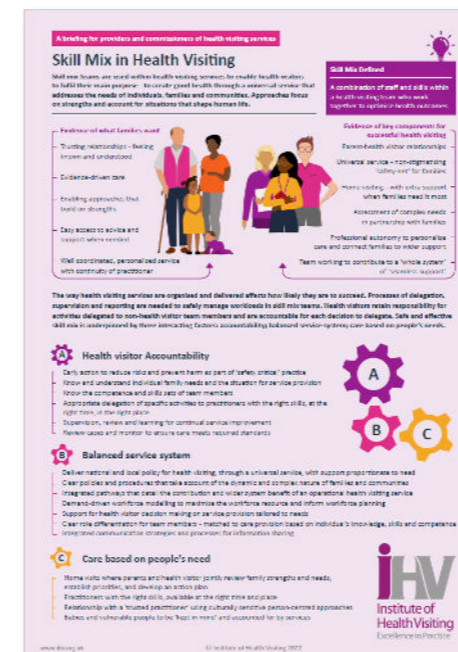 A briefing for providers and commissioners of health visiting services
Skill Mix in Health Visiting
Skill mix teams are used within health visiting services to enable health visitors
to fulfil their main purpose - to create good health through a universal service that
addresses the needs of individuals, families and communities. Approaches focus
on strengths and account for situations that shape human life.
Skill Mix Defined
A combination of staff and skills within
a health visiting team who work
together to optimise health outcomes.
Evidence of what families want
Trusting relationships - feeling
known and understood
Evidence-driven care
Enabling approaches that
build on strengths
Easy access to advice and
support when needed
Well coordinated, personalised service
with continuity of practitioner
Evidence of key components for
successful health visiting
Parent-health visitor relationships
Universal service - non-stigmatising
'safety-net' for families
Home visiting - with extra support
when families need it most
Assessment of complex needs
in partnership with families
Professional autonomy to personalise
care and connect families to wider support
Team working to contribute to a 'whole system'
of 'seamless support'
The way health visiting services are organised and delivered affects how likely they are to succeed. Processes of delegation,
supervision and reporting are needed to safely manage workloads in skill mix teams. Health visitors retain responsibility for
activities delegated to non-health visitor team members and are accountable for each decision to delegate. Safe and effective
skill mix is underpinned by three interacting factors accountability; balanced service-system; care based on people's needs.
A Health visitor Accountability
Early action to reduce risks and prevent harm as part of 'safety critical' practice
Know and understand individual family needs and the situation for service provision
Know the competence and skills sets of team members
Appropriate delegation of specific activities to practitioners with the right skills, at the
right time, in the right place
Supervision, review and learning for continual service improvement
Review cases and monitor to ensure care meets required standards
A
B
C
B Balanced service system
Deliver national and local policy for health visiting, through a universal service, with support proportionate to need
Clear policies and procedures that take account of the dynamic and complex nature of families and communities
Integrated pathways that detail the contribution and wider system benefit of an operational health visiting service
Demand-driven workforce modelling to maximise the workforce resource and inform workforce planning
Support for health visitor decision making on service provision tailored to needs
Clear role differentiation for team members - matched to care provision based on individual's knowledge, skills and competence
Integrated communication strategies and processes for information sharing
C Care based on people's need
Home visits where parents and health visitor jointly review family strengths and needs,
establish priorities, and develop an action plan
Practitioners with the right skills, available at the right time and place
Relationship with a 'trusted practitioner' using culturally sensitive person-centred approaches
Babies and vulnerable people to be 'kept in mind' and accounted for by services
iHV
Institute of
Health Visiting
Excellence in Practice
www.ihv.org.uk
© Institute of Health Visiting 2022